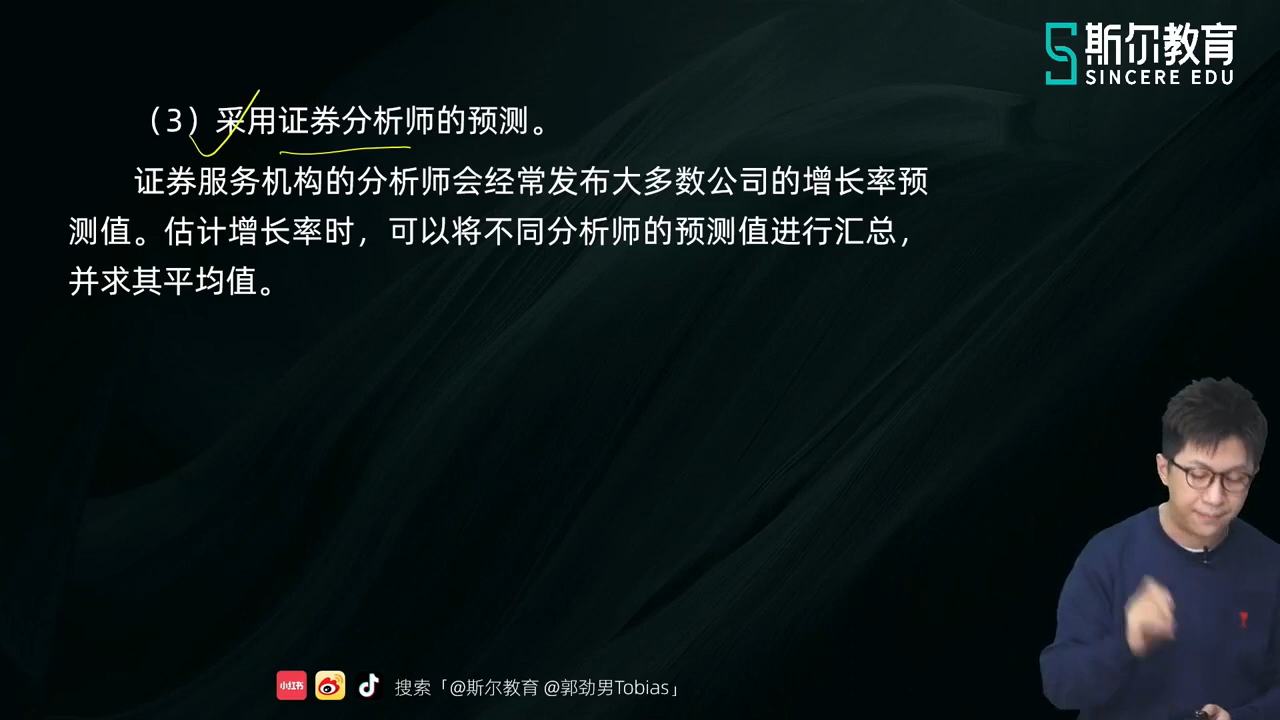 斯尔教育
SINCERE EDU
（3）采用证券分析师的预测。
证券服务机构的分析师会经常发布大多数公司的增长率预
测值。估计增长率时，可以将不同分析师的预测值进行汇总，
并求其平均值。
小红书
搜索「@斯尔教育 @郭劲男Tobias」